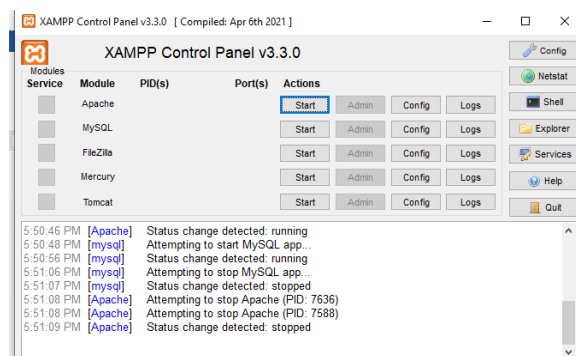 XAMPP Control Panel v3.3.0 [ Compiled: Apr 6th 2021 ]
XAMPP Control Panel v3.3.0
Config
Modules
Service Module PID(s) Port(s) Actions
Netstat
Apache Start Admin Config Logs
Shell
MySQL Start Admin Config Logs
Explorer
FileZilla Start Admin Config Logs
Services
Mercury Start Admin Config Logs
Help
Tomcat Start Admin Config Logs
Quit
5:50:46 PM [Apache] Status change detected: running
5:50:48 PM [mysql] Attempting to start MySQL app...
5:50:56 PM [mysql] Status change detected: running
5:51:06 PM [mysql] Attempting to stop MySQL app...
5:51:07 PM [mysql] Status change detected: stopped
5:51:08 PM [Apache] Attempting to stop Apache (PID: 7636)
5:51:08 PM [Apache] Attempting to stop Apache (PID: 7588)
5:51:09 PM [Apache] Status change detected: stopped